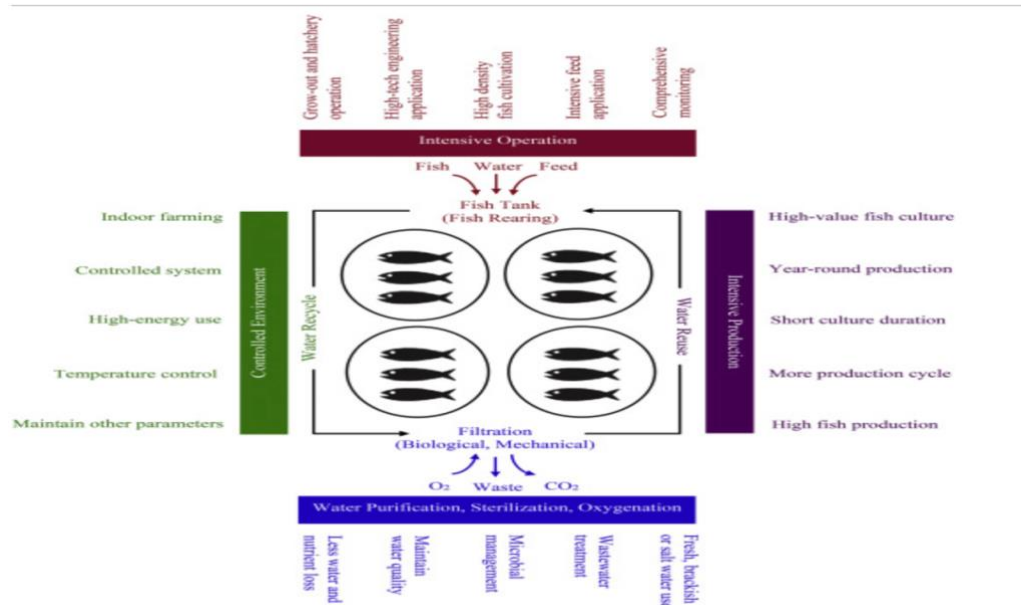 Grow-out and hatchery
operation
High-tech engineering
application
High density
fish cultivation
Intensive feed
application
Comprehensive
monitoring
Intensive Operation
Fish Water Feed
Fish Tank
(Fish Rearing)
Indoor farming
Controlled system
High-energy use
Temperature control
Maintain other parameters
Controlled Environment
Water Recycle
Water Reuse
Intensive Production
High-value fish culture
Year-round production
Short culture duration
More production cycle
High fish production
Filtration
(Biological, Mechanical)
O₂ Waste CO₂
Water Purification, Sterilization, Oxygenation
Less water and
nutrient loss
Maintain
water quality
Microbial
management
Wastewater
treatment
Fresh, brackish
or salt water use